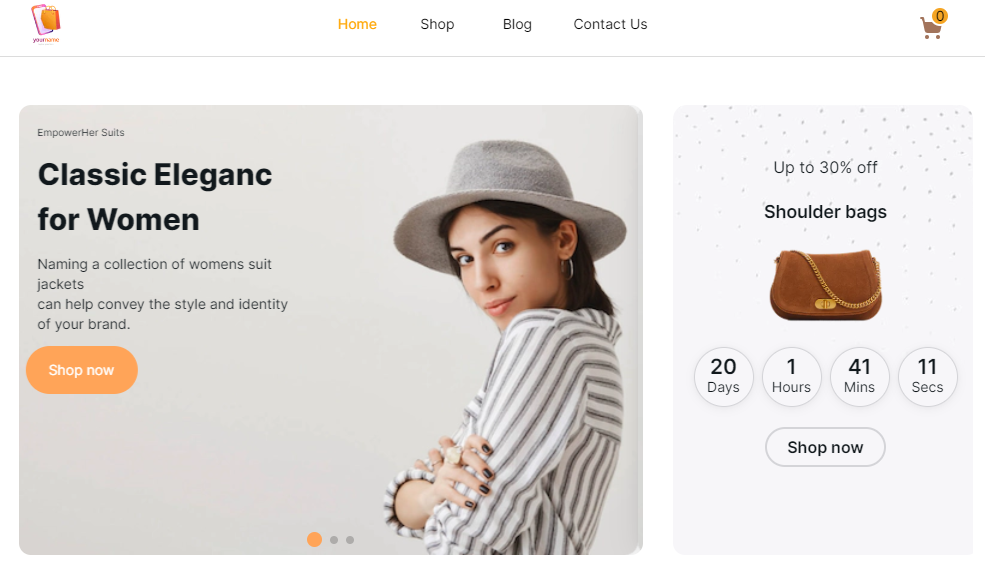 yourname
Home
Shop
Blog
Contact Us
0
EmpowerHer Suits
Classic Eleganc
for Women
Naming a collection of womens suit
jackets
can help convey the style and identity
of your brand.
Shop now
Up to 30% off
Shoulder bags
20
Days
1
Hours
41
Mins
11
Secs
Shop now